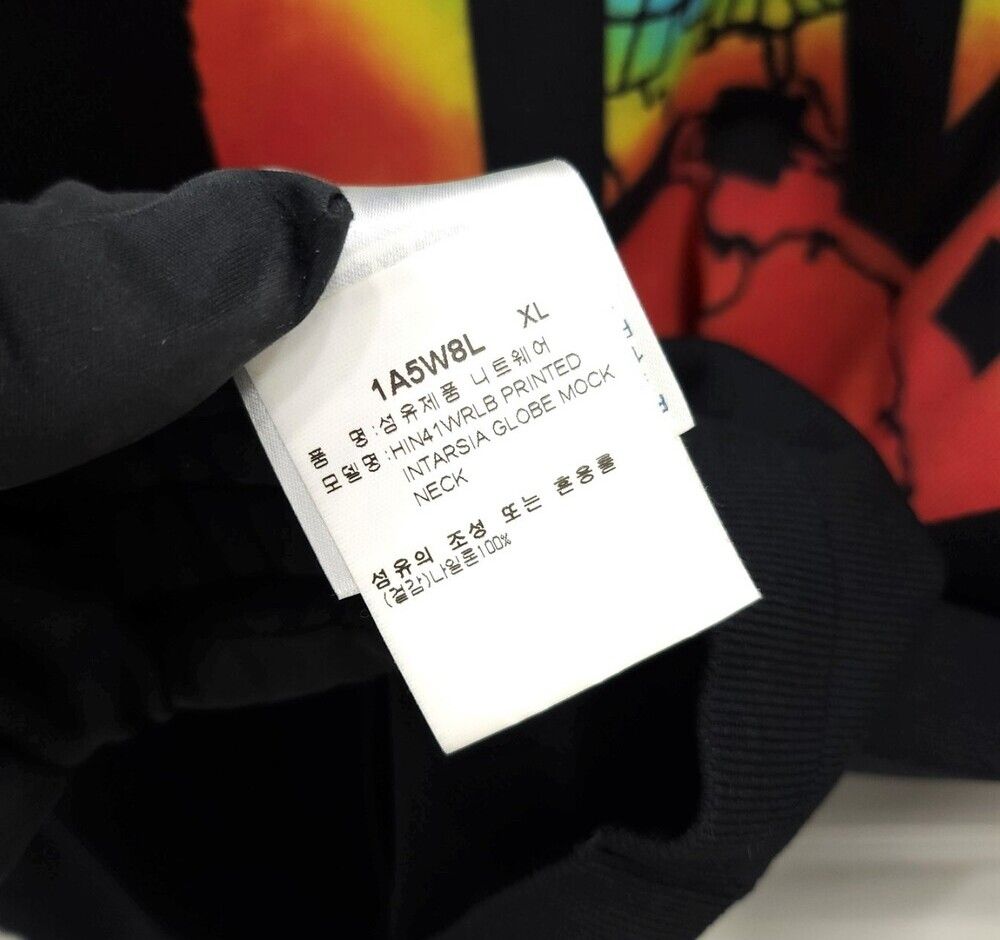 1A5W8L XL
품 명:섬유제품 니트웨어
모델명:HIN41WRLB PRINTED
INTARSIA GLOBE MOCK
NECK
섬유의 조성 또는 혼용률
(겉감)나일론100%